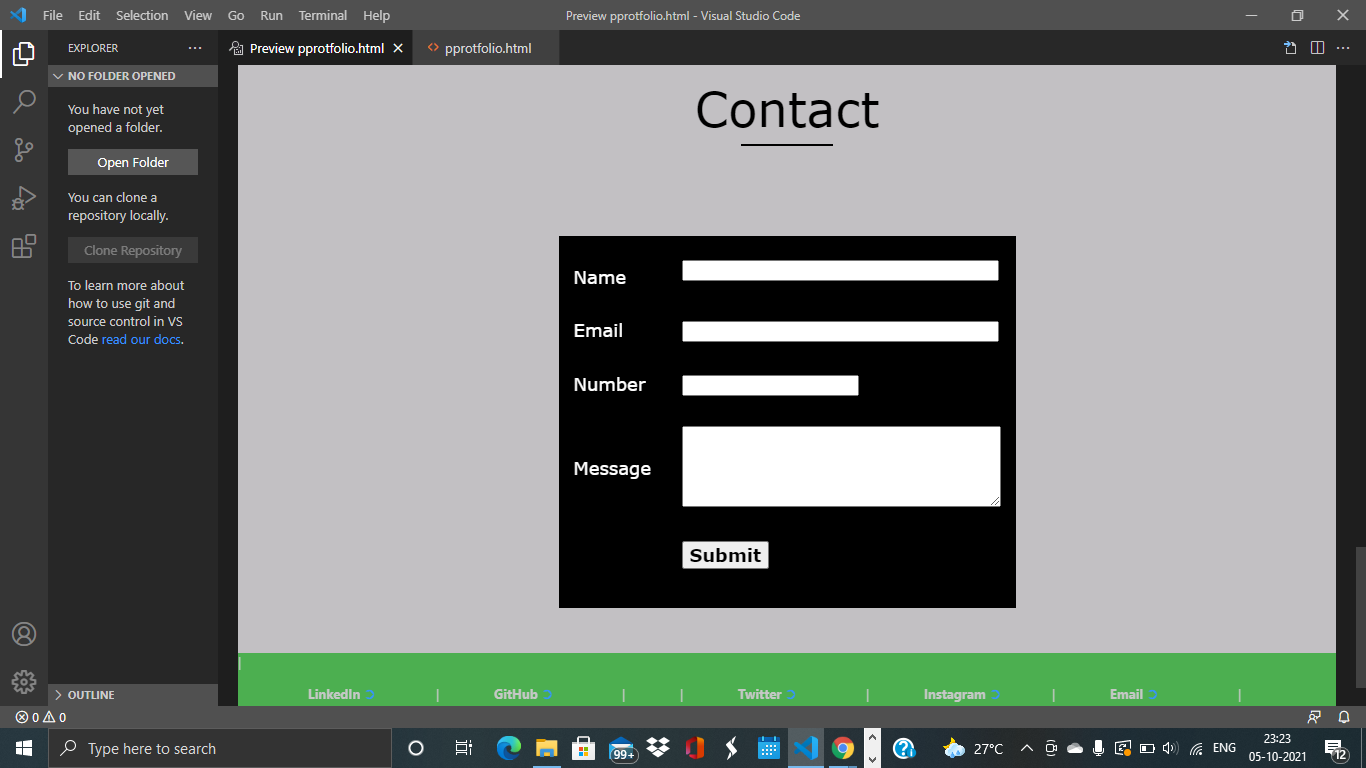 File Edit Selection View Go Run Terminal Help
Preview pprotfolio.html - Visual Studio Code
EXPLORER
Preview pprotfolio.html
pprotfolio.html
NO FOLDER OPENED
You have not yet
opened a folder.
Open Folder
You can clone a
repository locally.
Clone Repository
To learn more about
how to use git and
source control in VS
Code read our docs.
OUTLINE
Contact
Name
Email
Number
Message
Submit
|
LinkedIn | GitHub | | Twitter | Instagram | Email |
0 0
Type here to search
99+
27°C
ENG
23:23
05-10-2021
12